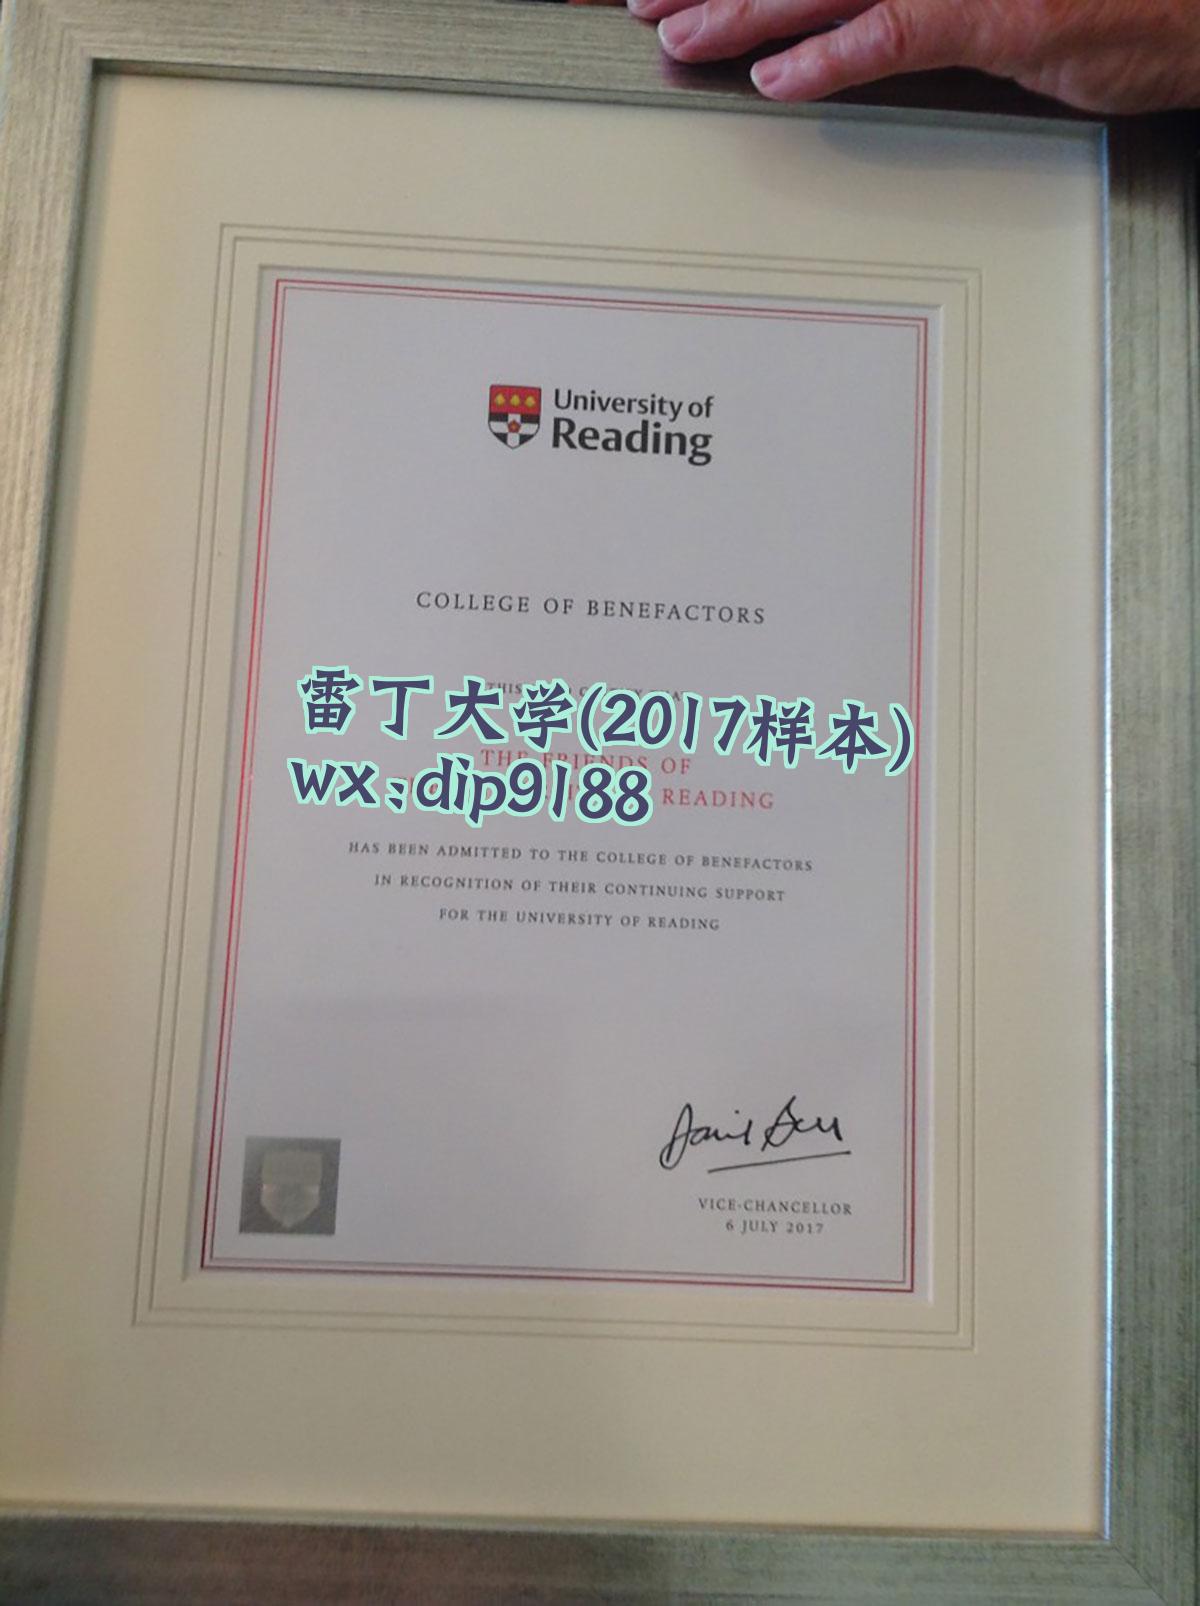 University of
Reading
COLLEGE OF BENEFACTORS
THIS
雷丁大学(2017样本)
THE FRIENDS OF
wx:dip9188
READING
HAS BEEN ADMITTED TO THE COLLEGE OF BENEFACTORS
IN RECOGNITION OF THEIR CONTINUING SUPPORT
FOR THE UNIVERSITY OF READING
VICE-CHANCELLOR
6 JULY 2017